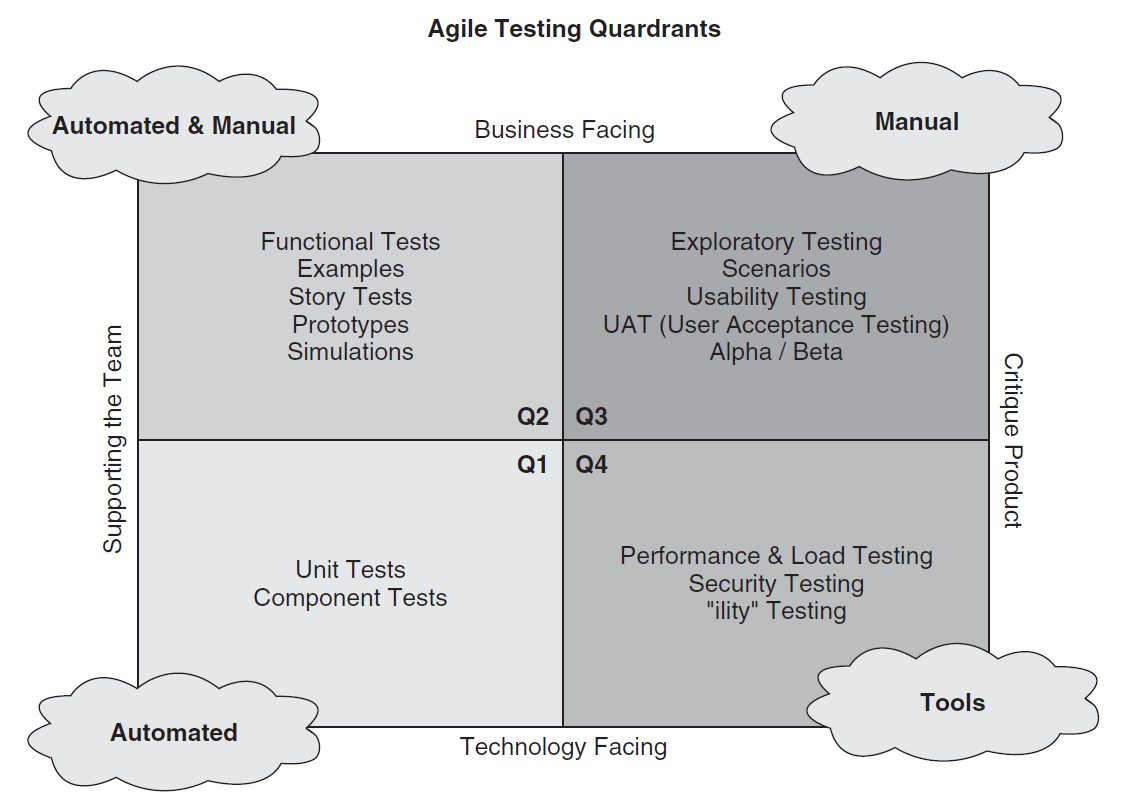 Agile Testing Quardrants
Automated & Manual
Business Facing
Manual
Functional Tests
Examples
Story Tests
Prototypes
Simulations
Q2
Exploratory Testing
Scenarios
Usability Testing
UAT (User Acceptance Testing)
Alpha / Beta
Q3
Supporting the Team
Critique Product
Q1
Unit Tests
Component Tests
Q4
Performance & Load Testing
Security Testing
"ility" Testing
Automated
Technology Facing
Tools